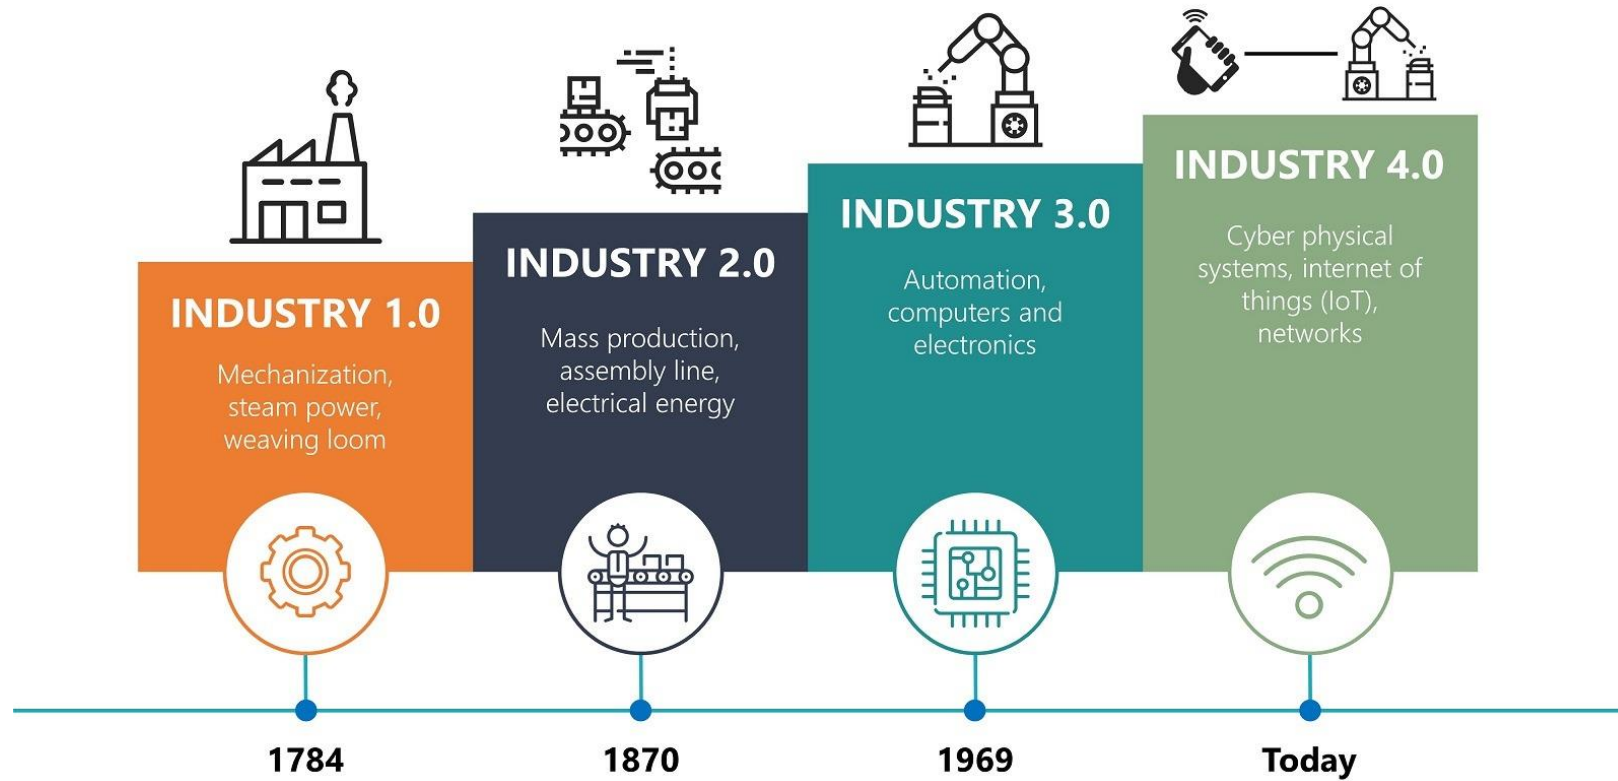 INDUSTRY 1.0
Mechanization,
steam power,
weaving loom
1784
INDUSTRY 2.0
Mass production,
assembly line,
electrical energy
1870
INDUSTRY 3.0
Automation,
computers and
electronics
1969
INDUSTRY 4.0
Cyber physical
systems, internet of
things (IoT),
networks
Today